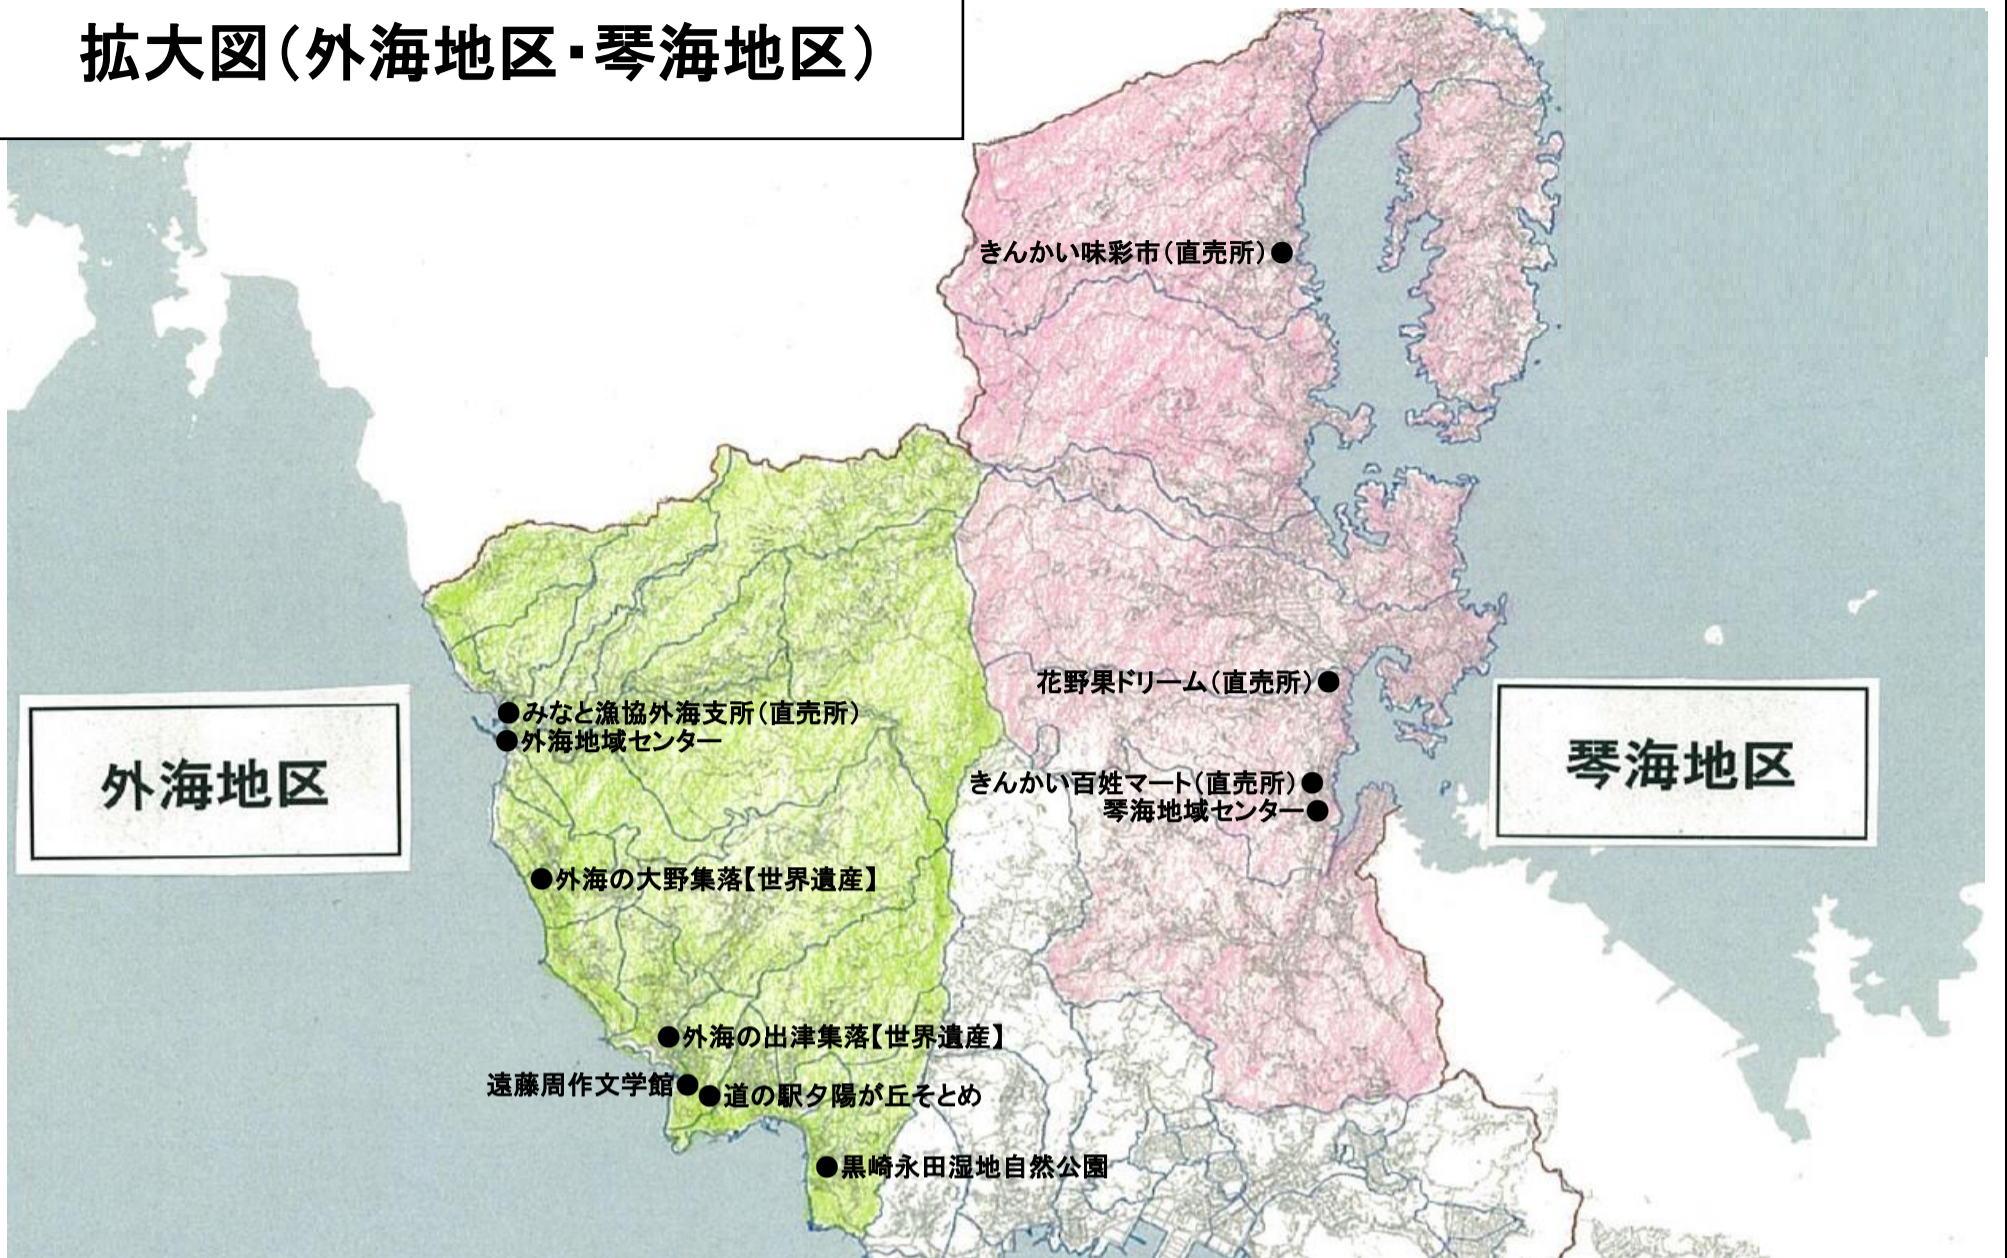 拡大図（外海地区・琴海地区）
きんかい味彩市（直売所）●
花野果ドリーム（直売所）●
●みなと漁協外海支所（直売所）
●外海地域センター
外海地区
琴海地区
きんかい百姓マート（直売所）●
琴海地域センター●
●外海の大野集落【世界遺産】
●外海の出津集落【世界遺産】
遠藤周作文学館●
●道の駅夕陽が丘そとめ
●黒崎永田湿地自然公園